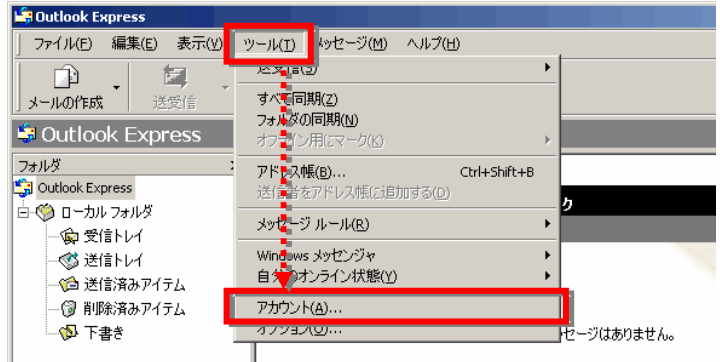 Outlook Express
ファイル(F) 編集(E) 表示(V) ツール(T) メッセージ(M) ヘルプ(H)
メールの作成 送受信
送受信(S)
すべて同期(Z)
フォルダの同期(N)
オフライン用にマーク(K)
Outlook Express
フォルダ
アドレス帳(B)... Ctrl+Shift+B
送信者をアドレス帳に追加する(D)
Outlook Express
ローカル フォルダ
受信トレイ
送信トレイ
送信済みアイテム
削除済みアイテム
下書き
メッセージ ルール(R)
Windows メッセンジャ
自分のオンライン状態(Y)
アカウント(A)...
オプション(O)...
ク
セージはありません。